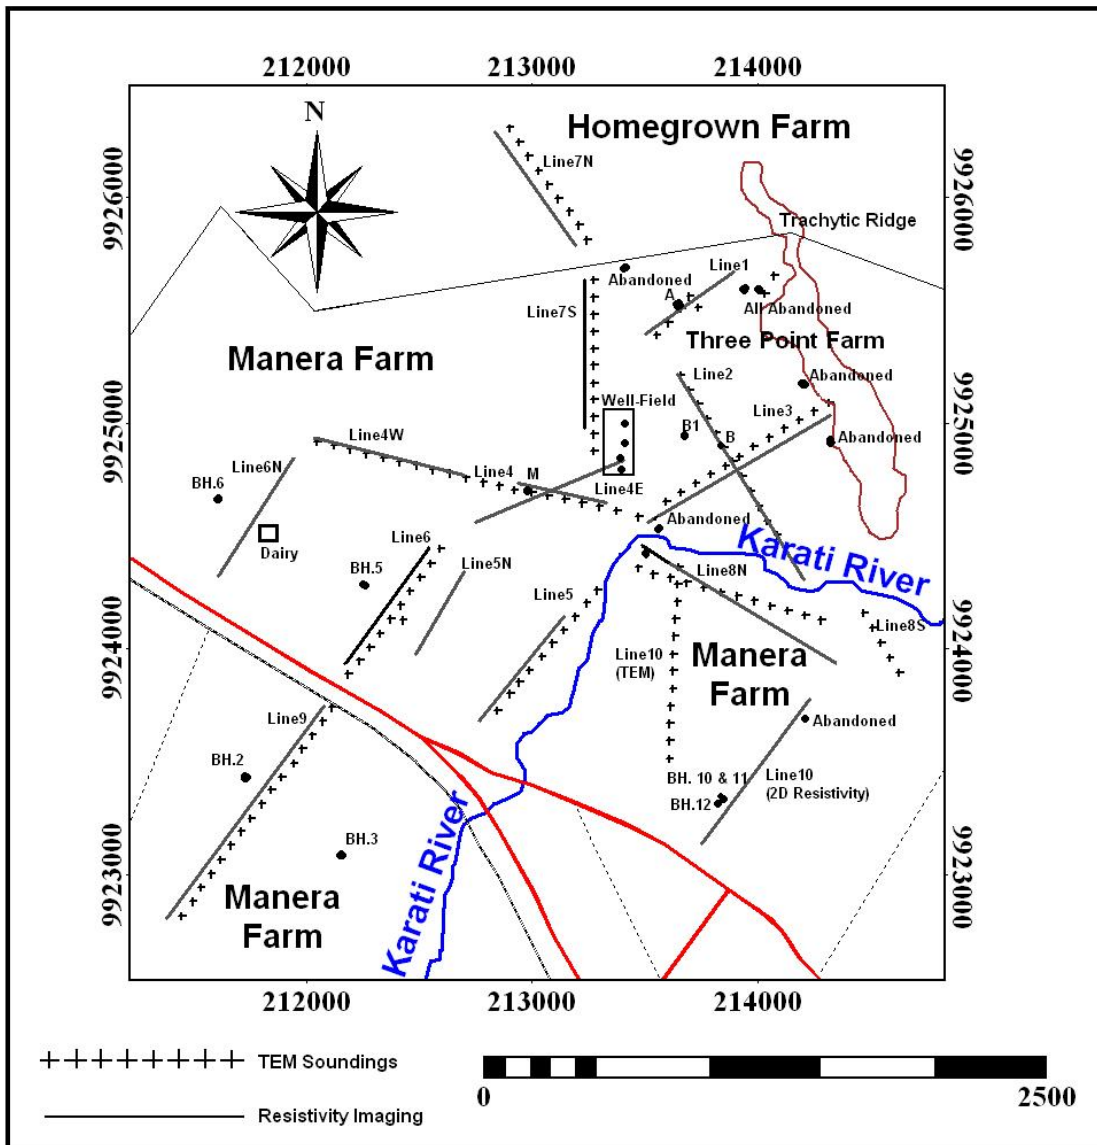 212000 213000 214000
N
Homegrown Farm
Line7N
9926000
9926000
Trachytic Ridge
Line1
Abandoned
A
All Abandoned
Line7S
Three Point Farm
Manera Farm
Line2
Abandoned
Well-Field
Line3
9925000
9925000
B1
B
Abandoned
Line4W
Line6N
Line4
M
BH.6
Line4E
Abandoned
Dairy
Line6
Karati River
BH.5
Line5N
Line5
Line8N
Line8S
9924000
9924000
Line10
(TEM)
Manera
Farm
Line9
Abandoned
BH.2
BH. 10 & 11
Line10
(2D Resistivity)
BH.12
BH.3
Karati River
9923000
9923000
Manera
Farm
212000 213000 214000
TEM Soundings
0 2500
Resistivity Imaging